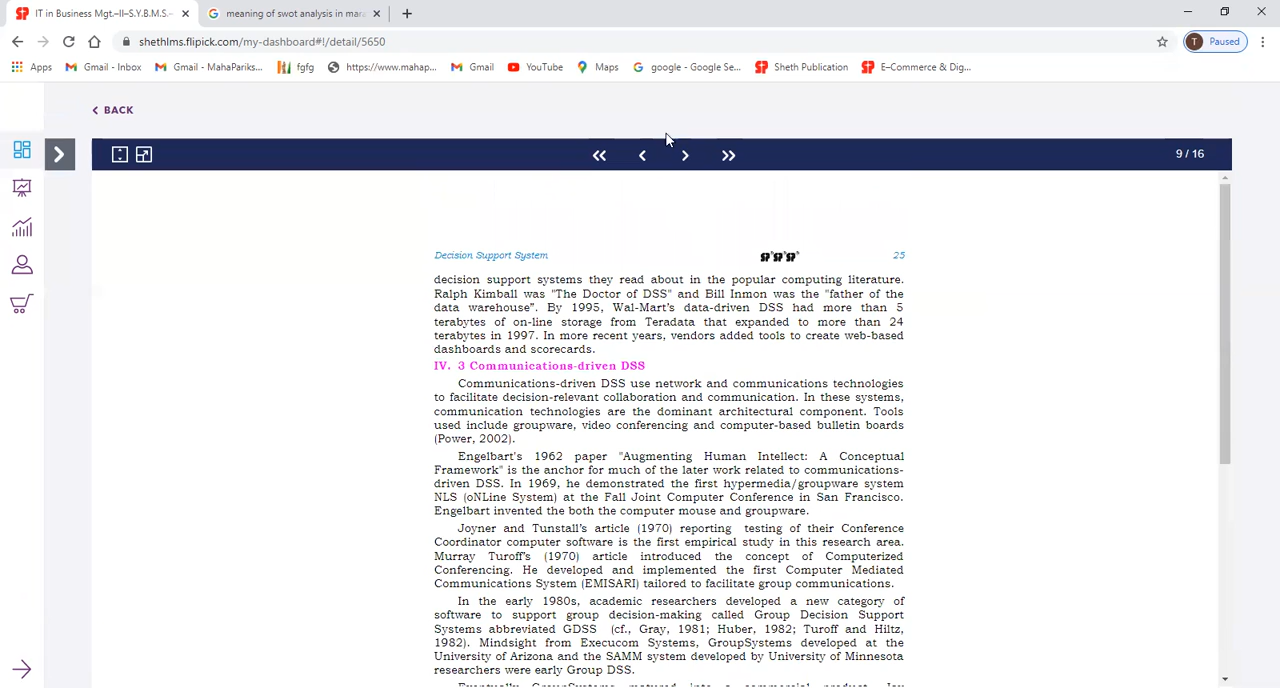 IT in Business Mgt.–II–S.Y.B.M.S.-
meaning of swot analysis in mar
shethlms.flipick.com/my-dashboard#!/detail/5650
T Paused
Apps
Gmail - Inbox
Gmail - MahaPariks...
fgfg
https://www.mahap...
Gmail
YouTube
Maps
google - Google Se...
Sheth Publication
E–Commerce & Dig...
BACK
9 / 16
Decision Support System
25
decision support systems they read about in the popular computing literature.
Ralph Kimball was "The Doctor of DSS" and Bill Inmon was the "father of the
data warehouse". By 1995, Wal-Mart's data-driven DSS had more than 5
terabytes of on-line storage from Teradata that expanded to more than 24
terabytes in 1997. In more recent years, vendors added tools to create web-based
dashboards and scorecards.
IV. 3 Communications-driven DSS
Communications-driven DSS use network and communications technologies
to facilitate decision-relevant collaboration and communication. In these systems,
communication technologies are the dominant architectural component. Tools
used include groupware, video conferencing and computer-based bulletin boards
(Power, 2002).
Engelbart's 1962 paper "Augmenting Human Intellect: A Conceptual
Framework" is the anchor for much of the later work related to communications-
driven DSS. In 1969, he demonstrated the first hypermedia/groupware system
NLS (oNLine System) at the Fall Joint Computer Conference in San Francisco.
Engelbart invented the both the computer mouse and groupware.
Joyner and Tunstall's article (1970) reporting testing of their Conference
Coordinator computer software is the first empirical study in this research area.
Murray Turoff's (1970) article introduced the concept of Computerized
Conferencing. He developed and implemented the first Computer Mediated
Communications System (EMISARI) tailored to facilitate group communications.
In the early 1980s, academic researchers developed a new category of
software to support group decision-making called Group Decision Support
Systems abbreviated GDSS (cf., Gray, 1981; Huber, 1982; Turoff and Hiltz,
1982). Mindsight from Execucom Systems, GroupSystems developed at the
University of Arizona and the SAMM system developed by University of Minnesota
researchers were early Group DSS.
Eventually GroupSystems matured into a commercial product. Jay